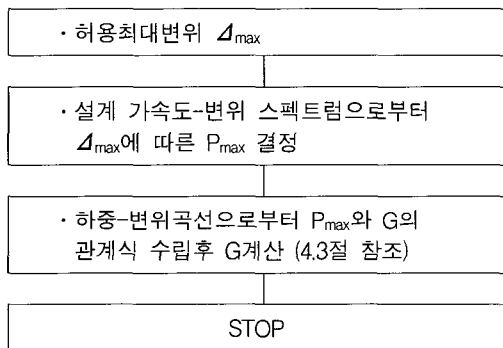 · 허용최대변위 Δmax
· 설계 가속도-변위 스펙트럼으로부터
Δmax에 따른 Pmax 결정
· 하중-변위곡선으로부터 Pmax와 G의
관계식 수립후 G계산 (4.3절 참조)
STOP